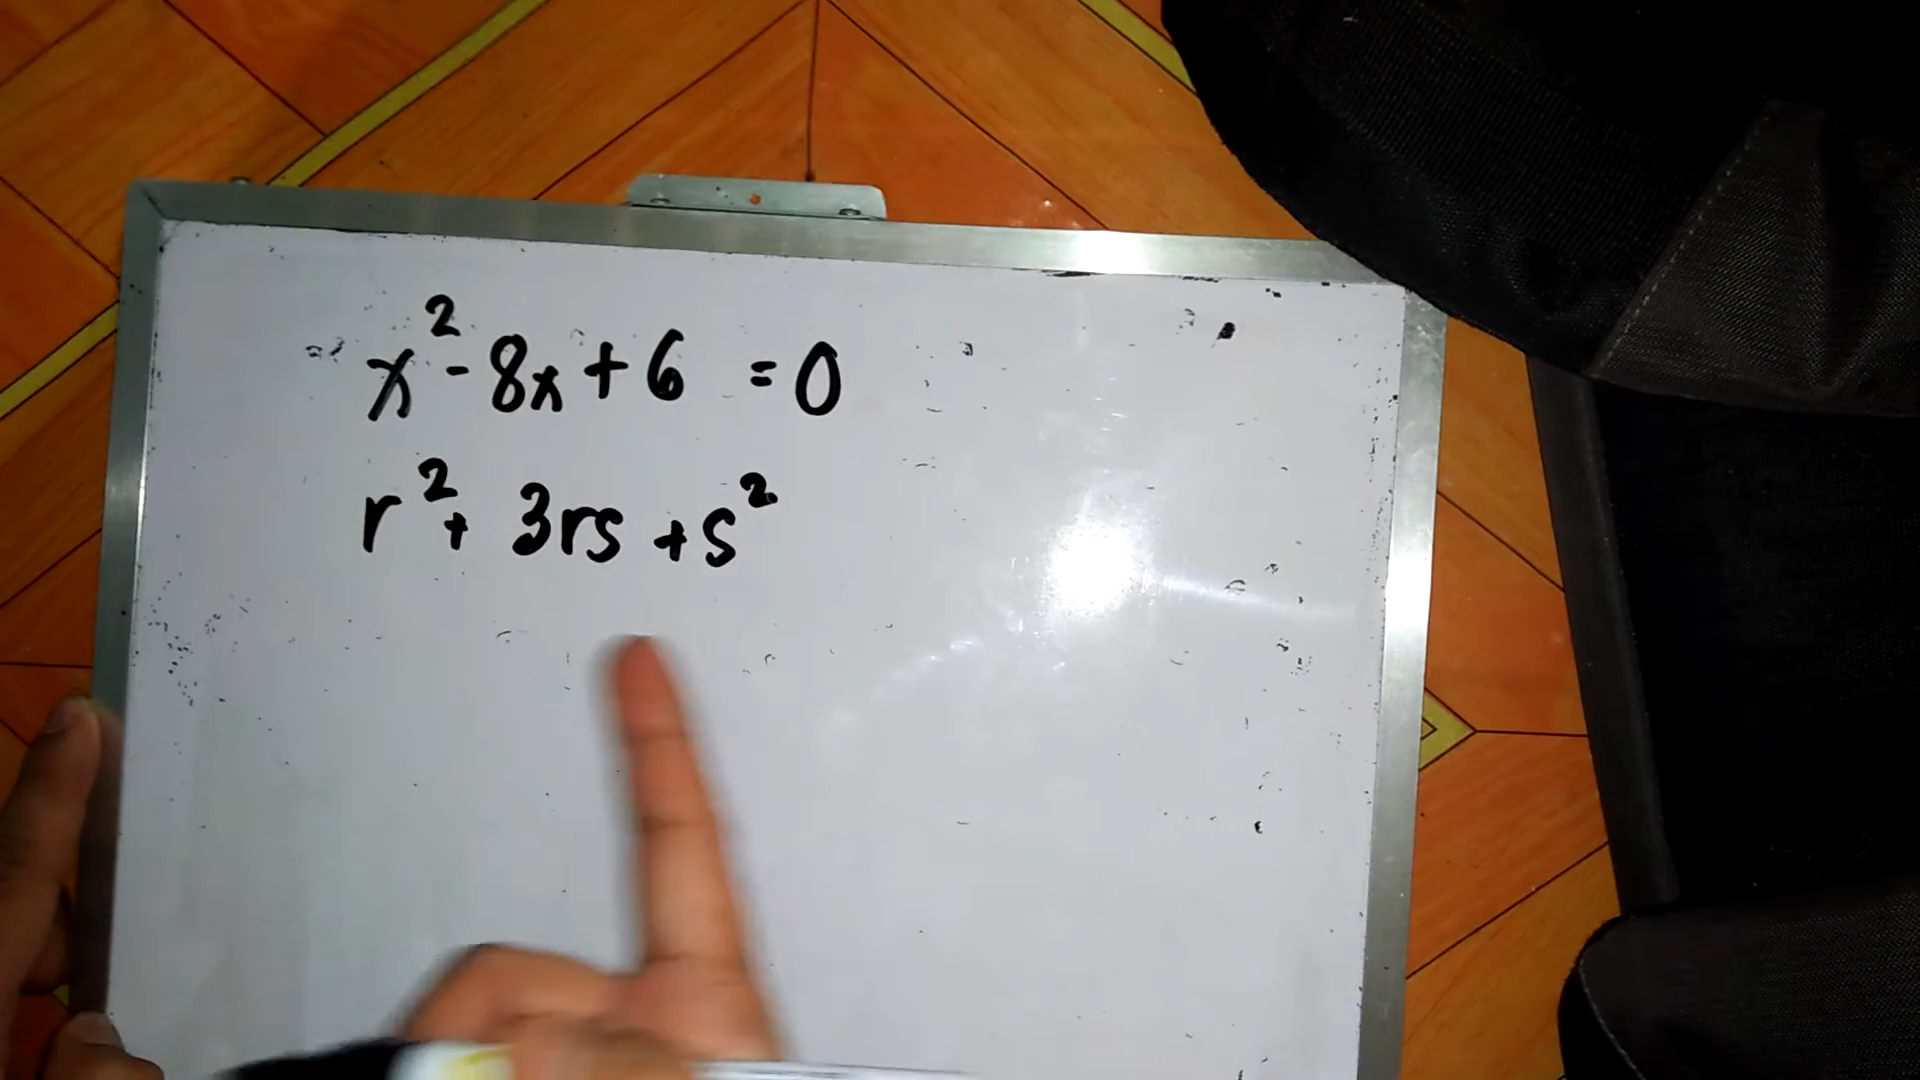 x² - 8x + 6 = 0
r² + 3rs + s²